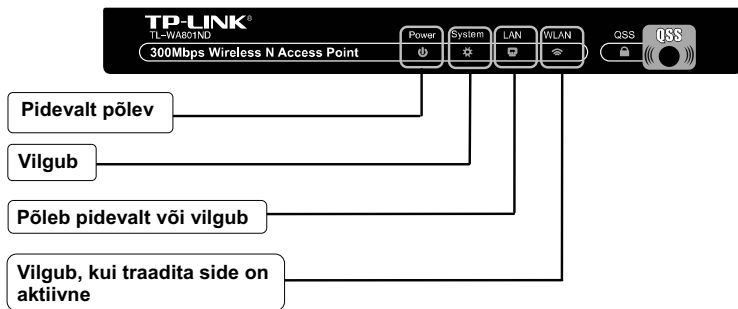 TP-LINK®
TL-WA801ND
300Mbps Wireless N Access Point
Power System LAN WLAN QSS QSS
Pidevalt põlev
Vilgub
Põleb pidevalt või vilgub
Vilgub, kui traadita side on
aktiivne